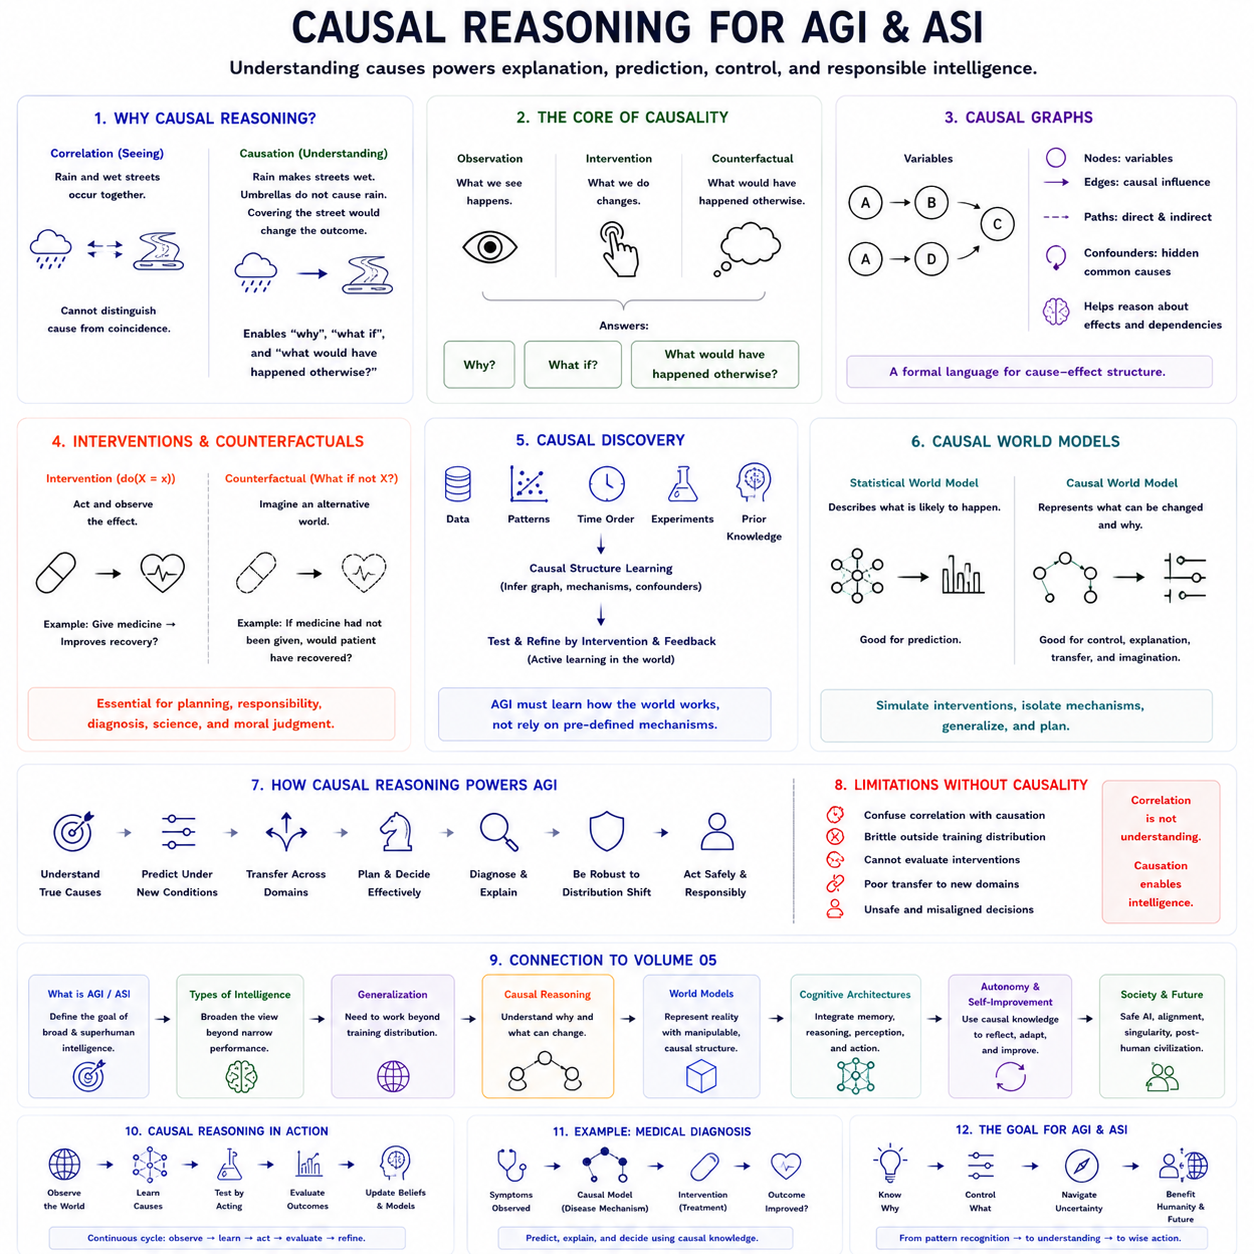 CAUSAL REASONING FOR AGI & ASI
Understanding causes powers explanation, prediction, control, and responsible intelligence.
1. WHY CAUSAL REASONING?
Correlation (Seeing)
Rain and wet streets
occur together.
Cannot distinguish
cause from coincidence.
Causation (Understanding)
Rain makes streets wet.
Umbrellas do not cause rain.
Covering the street would
change the outcome.
Enables “why”, “what if”,
and “what would have
happened otherwise?”
2. THE CORE OF CAUSALITY
Observation
What we see
happens.
Intervention
What we do
changes.
Counterfactual
What would have
happened otherwise.
Answers:
Why?
What if?
What would have
happened otherwise?
3. CAUSAL GRAPHS
Variables
A
B
C
A
D
Nodes: variables
Edges: causal influence
Paths: direct & indirect
Confounders: hidden
common causes
Helps reason about
effects and dependencies
A formal language for cause–effect structure.
4. INTERVENTIONS & COUNTERFACTUALS
Intervention (do(X = x))
Act and observe
the effect.
Example: Give medicine →
Improves recovery?
Counterfactual (What if not X?)
Imagine an alternative
world.
Example: If medicine had not
been given, would patient
have recovered?
Essential for planning, responsibility,
diagnosis, science, and moral judgment.
5. CAUSAL DISCOVERY
Data
Patterns
Time Order
Experiments
Prior
Knowledge
Causal Structure Learning
(Infer graph, mechanisms, confounders)
Test & Refine by Intervention & Feedback
(Active learning in the world)
AGI must learn how the world works,
not rely on pre-defined mechanisms.
6. CAUSAL WORLD MODELS
Statistical World Model
Describes what is likely to happen.
Good for prediction.
Causal World Model
Represents what can be changed
and why.
Good for control, explanation,
transfer, and imagination.
Simulate interventions, isolate mechanisms,
generalize, and plan.
7. HOW CAUSAL REASONING POWERS AGI
Understand
True Causes
Predict Under
New Conditions
Transfer Across
Domains
Plan & Decide
Effectively
Diagnose &
Explain
Be Robust to
Distribution Shift
Act Safely &
Responsibly
8. LIMITATIONS WITHOUT CAUSALITY
Confuse correlation with causation
Brittle outside training distribution
Cannot evaluate interventions
Poor transfer to new domains
Unsafe and misaligned decisions
Correlation
is not
understanding.
Causation
enables
intelligence.
9. CONNECTION TO VOLUME 05
What is AGI / ASI
Define the goal of
broad & superhuman
intelligence.
Types of Intelligence
Broaden the view
beyond narrow
performance.
Generalization
Need to work beyond
training distribution.
Causal Reasoning
Understand why and
what can change.
World Models
Represent reality
with manipulable,
causal structure.
Cognitive Architectures
Integrate memory,
reasoning, perception,
and action.
Autonomy &
Self-Improvement
Use causal knowledge
to reflect, adapt,
and improve.
Society & Future
Safe AI, alignment,
singularity, post-
human civilization.
10. CAUSAL REASONING IN ACTION
Observe
the World
Learn
Causes
Test by
Acting
Evaluate
Outcomes
Update Beliefs
& Models
Continuous cycle: observe → learn → act → evaluate → refine.
11. EXAMPLE: MEDICAL DIAGNOSIS
Symptoms
Observed
Causal Model
(Disease Mechanism)
Intervention
(Treatment)
Outcome
Improved?
Predict, explain, and decide using causal knowledge.
12. THE GOAL FOR AGI & ASI
Know
Why
Control
What
Navigate
Uncertainty
Benefit
Humanity &
Future
From pattern recognition → to understanding → to wise action.